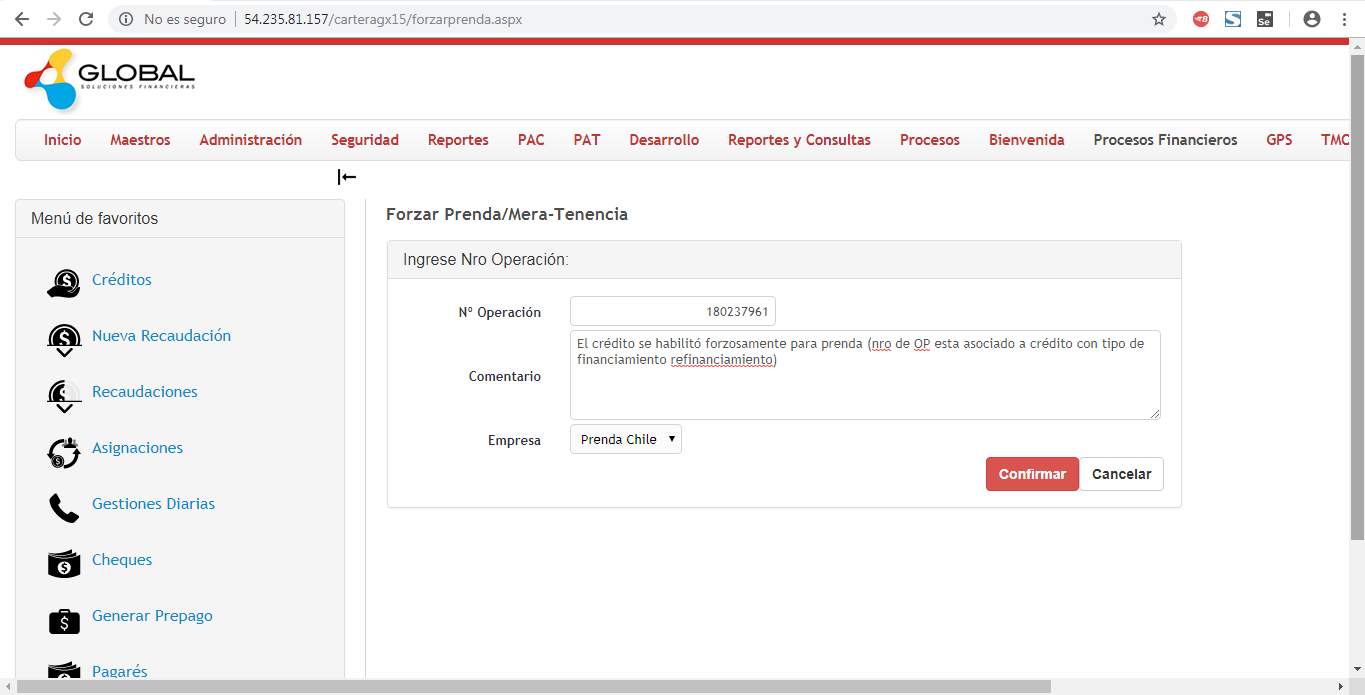 No es seguro | 54.235.81.157/carteragx15/forzarprenda.aspx
GLOBAL
SOLUCIONES FINANCIERAS
Inicio Maestros Administración Seguridad Reportes PAC PAT Desarrollo Reportes y Consultas Procesos Bienvenida Procesos Financieros GPS TMO
Menú de favoritos
Créditos
Nueva Recaudación
Recaudaciones
Asignaciones
Gestiones Diarias
Cheques
Generar Prepago
Pagarés
Forzar Prenda/Mera-Tenencia
Ingrese Nro Operación:
Nº Operación 180237961
Comentario
El crédito se habilitó forzosamente para prenda (nro de OP esta asociado a crédito con tipo de
financiamiento refinanciamiento)
Empresa Prenda Chile
Confirmar Cancelar